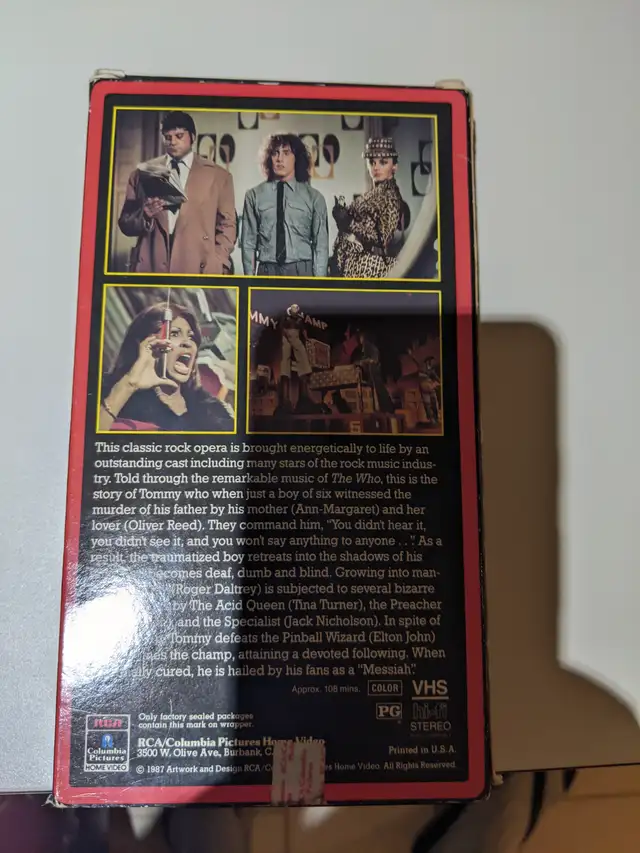 This classic rock opera is brought energetically to life by an
outstanding cast including many stars of the rock music indus-
try. Told through the remarkable music of The Who, this is the
story of Tommy who when just a boy of six witnessed the
murder of his father by his mother (Ann-Margaret) and her
lover (Oliver Reed). They command him, "You didn't hear it,
you didn't see it, and you won't say anything to anyone . . ." As a
result, the traumatized boy retreats into the shadows of his
deaf, dumb and blind. Growing into man-
(Roger Daltrey) is subjected to several bizarre
by The Acid Queen (Tina Turner), the Preacher
and the Specialist (Jack Nicholson). In spite of
Tommy defeats the Pinball Wizard (Elton John)
the champ, attaining a devoted following. When
cured, he is hailed by his fans as a "Messiah".
Approx. 108 mins. COLOR VHS
PG hi-fi
STEREO
RCA
Columbia
Pictures
HOME VIDEO
Only factory sealed packages
contain this mark on wrapper.
RCA/Columbia Pictures Home Video
3500 W. Olive Ave., Burbank,
Printed in U.S.A.
© 1987 Artwork and Design RCA Home Video. All Rights Reserved.